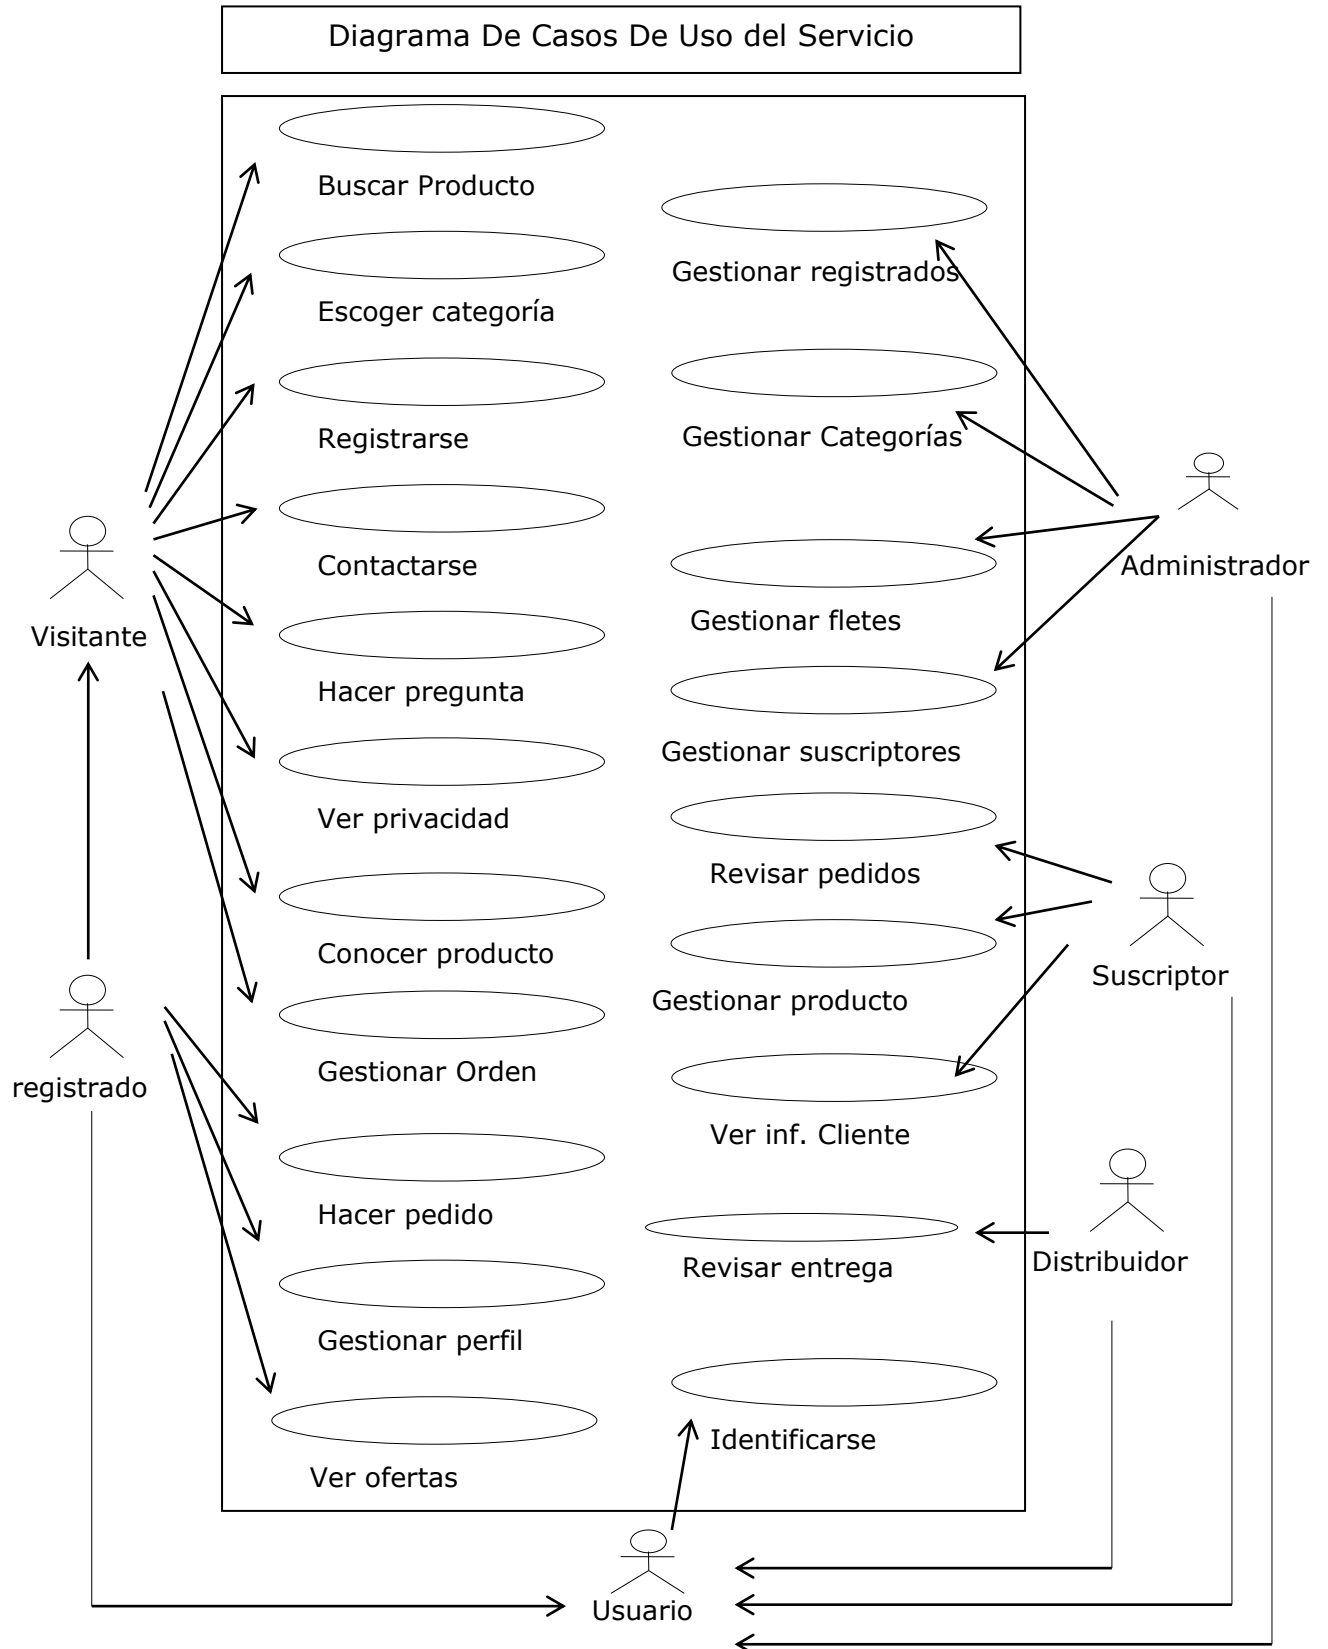 Diagrama De Casos De Uso del Servicio
Buscar Producto
Escoger categoría
Registrarse
Contactarse
Hacer pregunta
Ver privacidad
Conocer producto
Gestionar Orden
Hacer pedido
Gestionar perfil
Ver ofertas
Gestionar registrados
Gestionar Categorías
Gestionar fletes
Gestionar suscriptores
Revisar pedidos
Gestionar producto
Ver inf. Cliente
Revisar entrega
Identificarse
Visitante
registrado
Administrador
Suscriptor
Distribuidor
Usuario